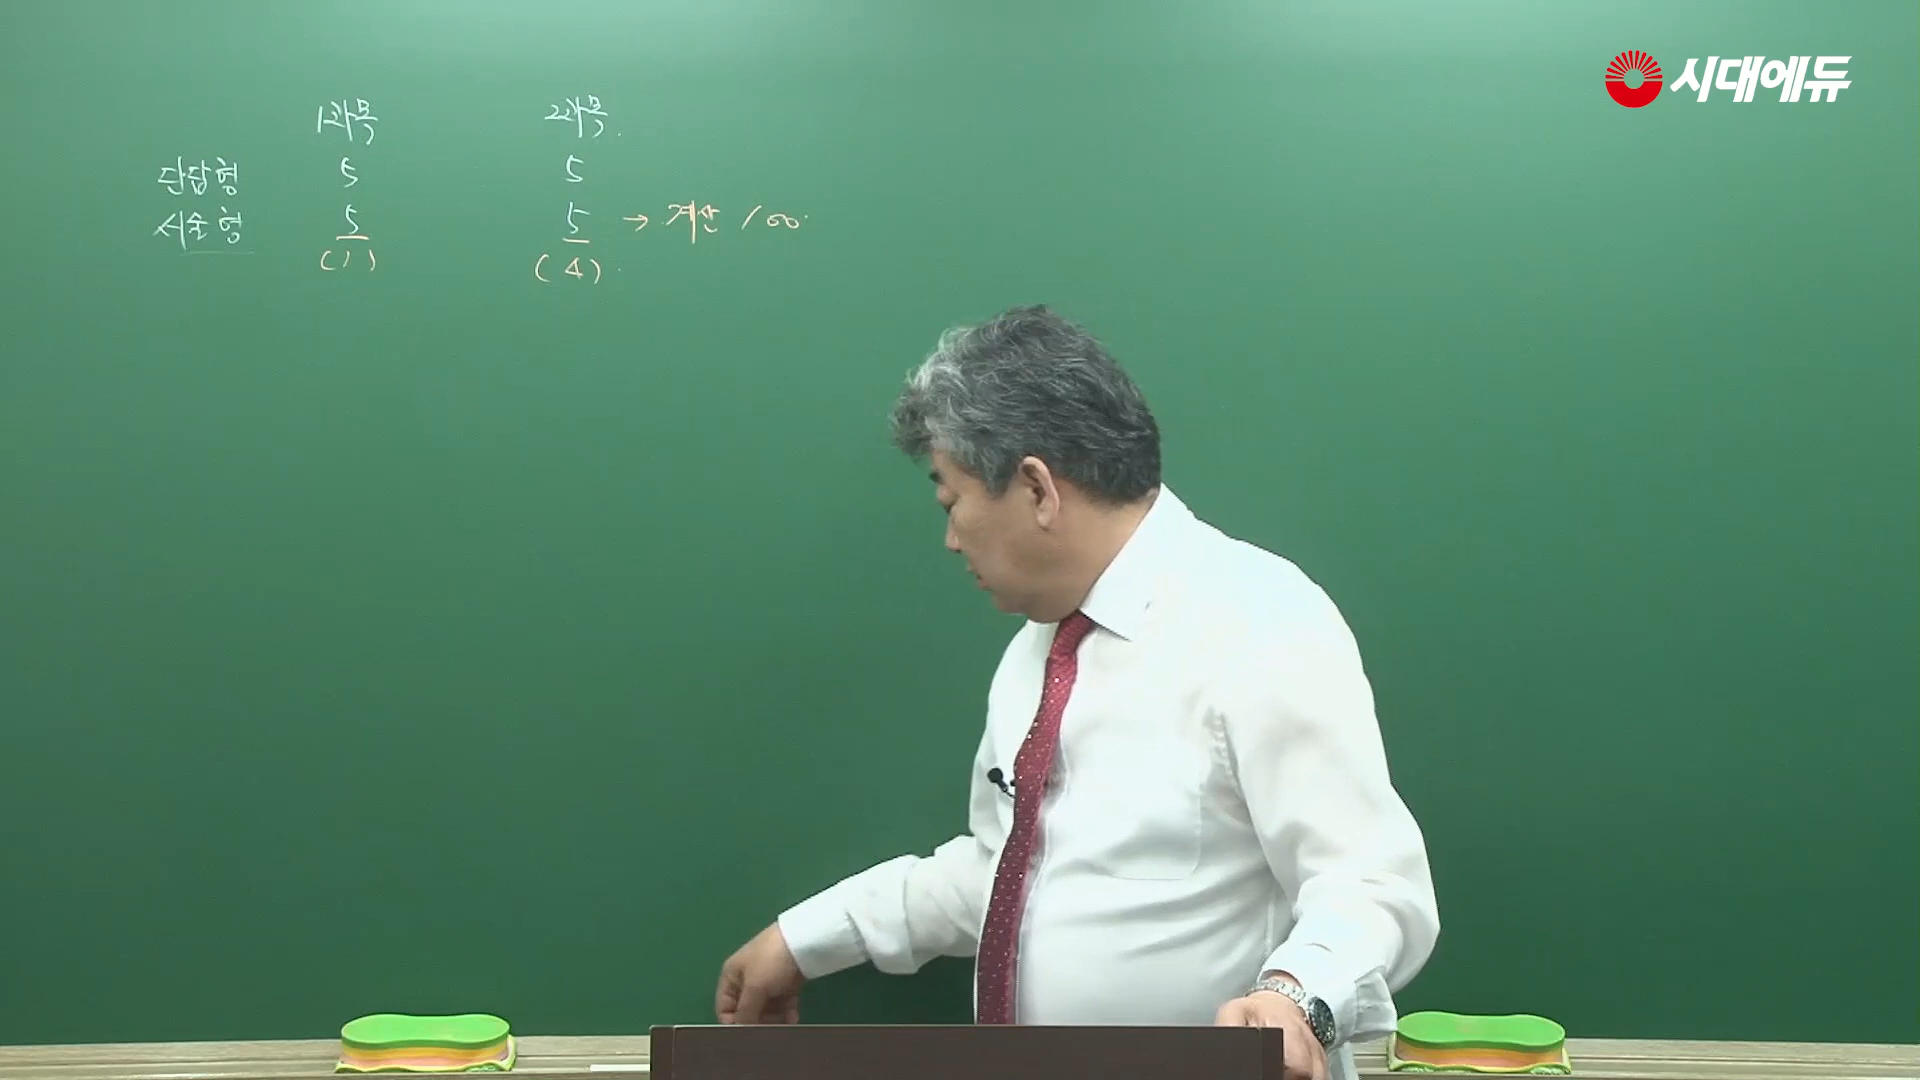 시대에듀
1과목 2과목.
단답형 5 5
서술형 5 5 → 계산 100.
(1) (4).